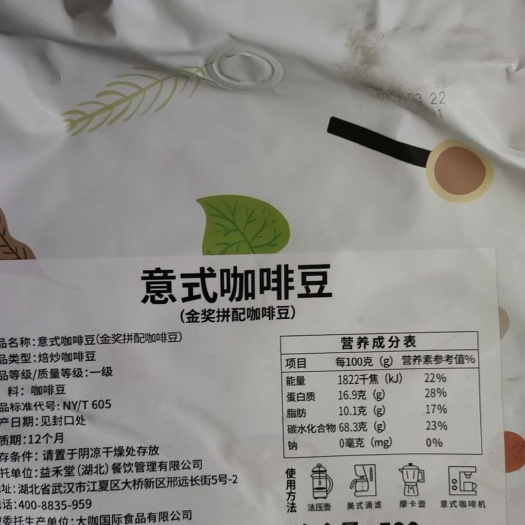 22
1
意式咖啡豆
(金奖拼配咖啡豆)
品名称:意式咖啡豆(金奖拼配咖啡豆)
品类型:焙炒咖啡豆
品等级/质量等级:一级
料:咖啡豆
品标准代号:NY/T 605
产日期:见封口处
质期:12个月
存条件:请置于阴凉干燥处存放
托单位:益禾堂(湖北)餐饮管理有限公司
址:湖北省武汉市江夏区大桥新区邢远长街5号-2
话:400-8835-959
委托生产单位:大咖国际食品有限公司
营养成分表
项目 每100克(g) 营养素参考值%
能量 1822千焦(kJ) 22%
蛋白质 16.9克(g) 28%
脂肪 10.1克(g) 17%
碳水化合物 68.3克(g) 23%
钠 0毫克(mg) 0%
使用方法
法压壶 美式滴滤 摩卡壶 意式咖啡机